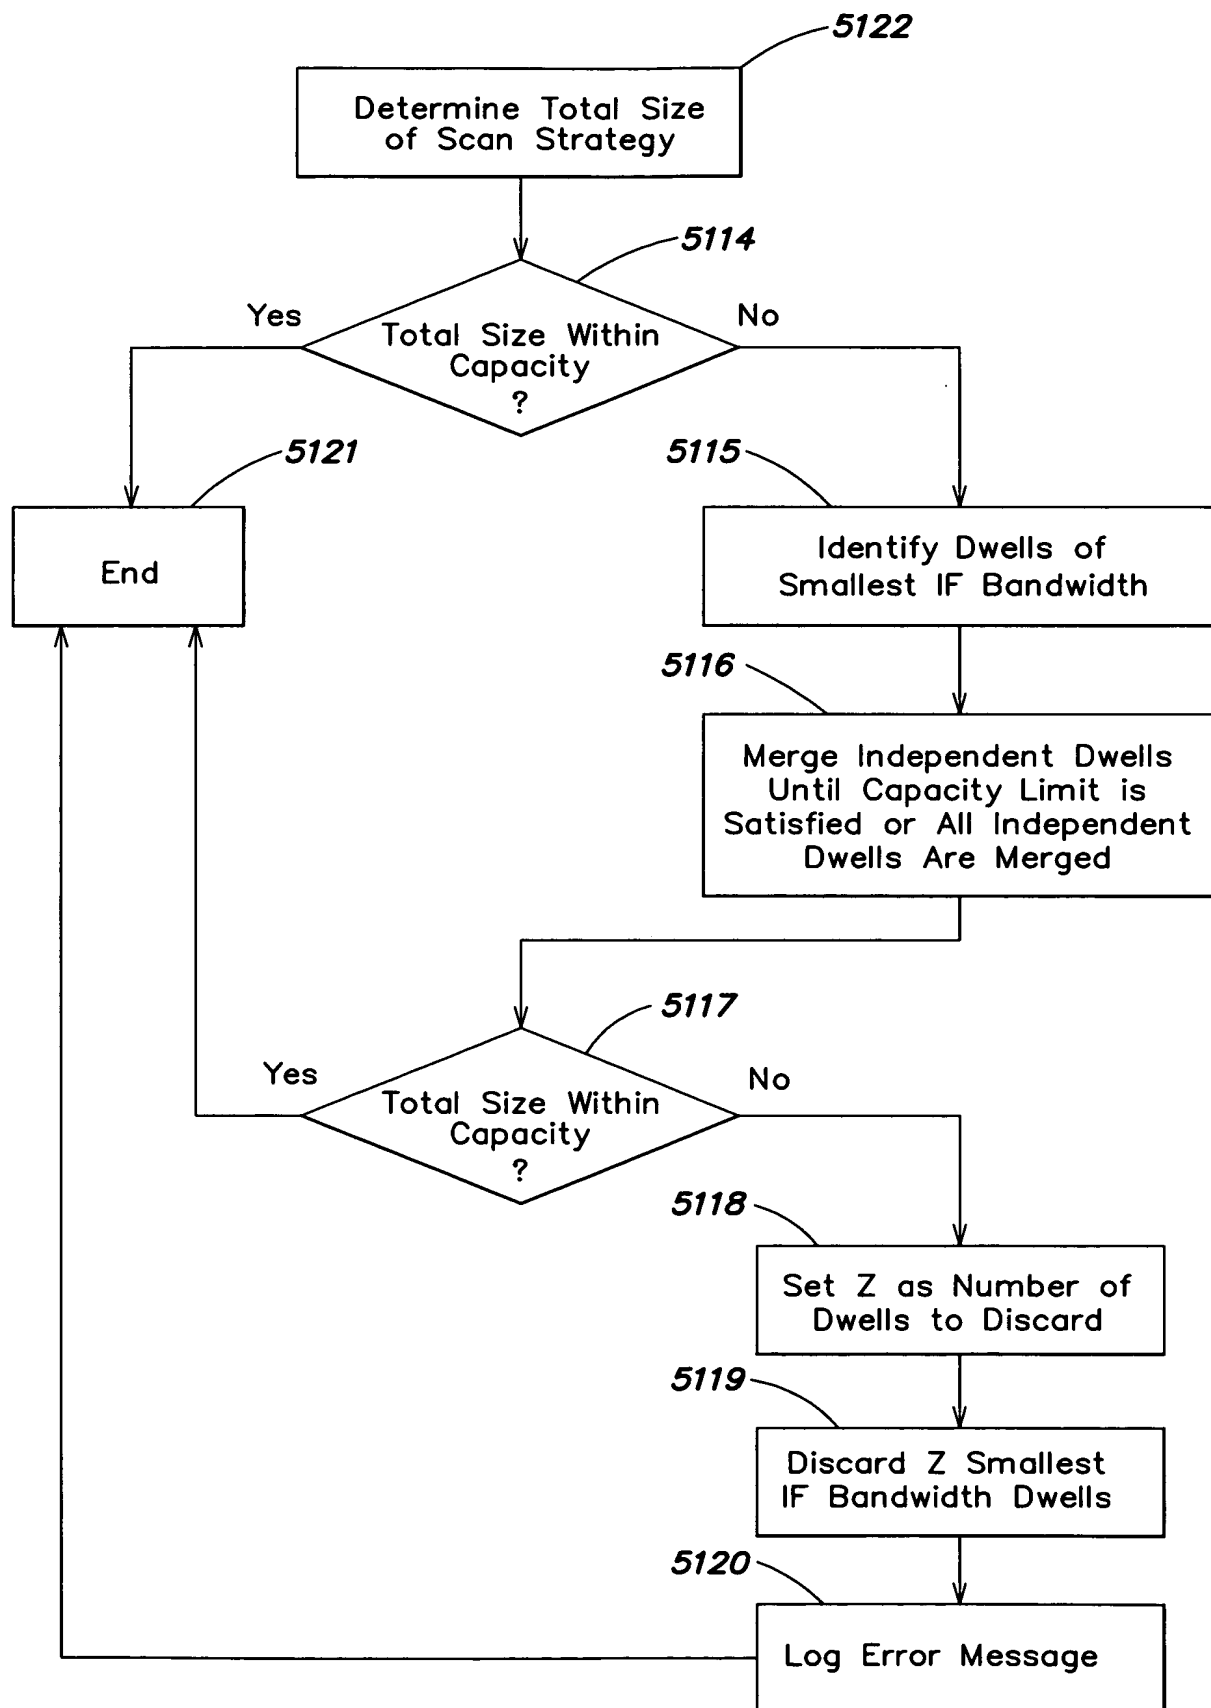 5122
Determine Total Size
of Scan Strategy
5114
Yes
No
Total Size Within
Capacity
?
5121
5115
End
Identify Dwells of
Smallest IF Bandwidth
5116
Merge Independent Dwells
Until Capacity Limit is
Satisfied or All Independent
Dwells Are Merged
5117
Yes
No
Total Size Within
Capacity
?
5118
Set Z as Number of
Dwells to Discard
5119
Discard Z Smallest
IF Bandwidth Dwells
5120
Log Error Message